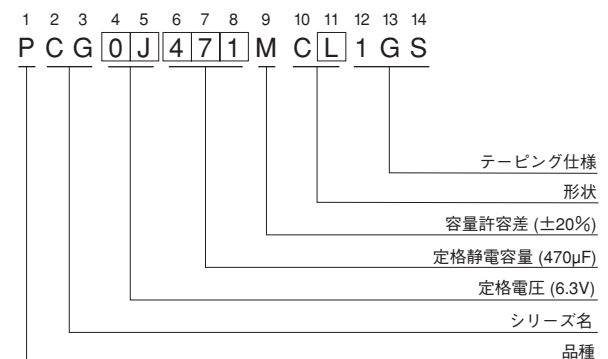 1 2 3 4 5 6 7 8 9 10 11 12 13 14
P C G 0 J 4 7 1 M C L 1 G S
テーピング仕様
形状
容量許容差 (±20%)
定格静電容量 (470μF)
定格電圧 (6.3V)
シリーズ名
品種